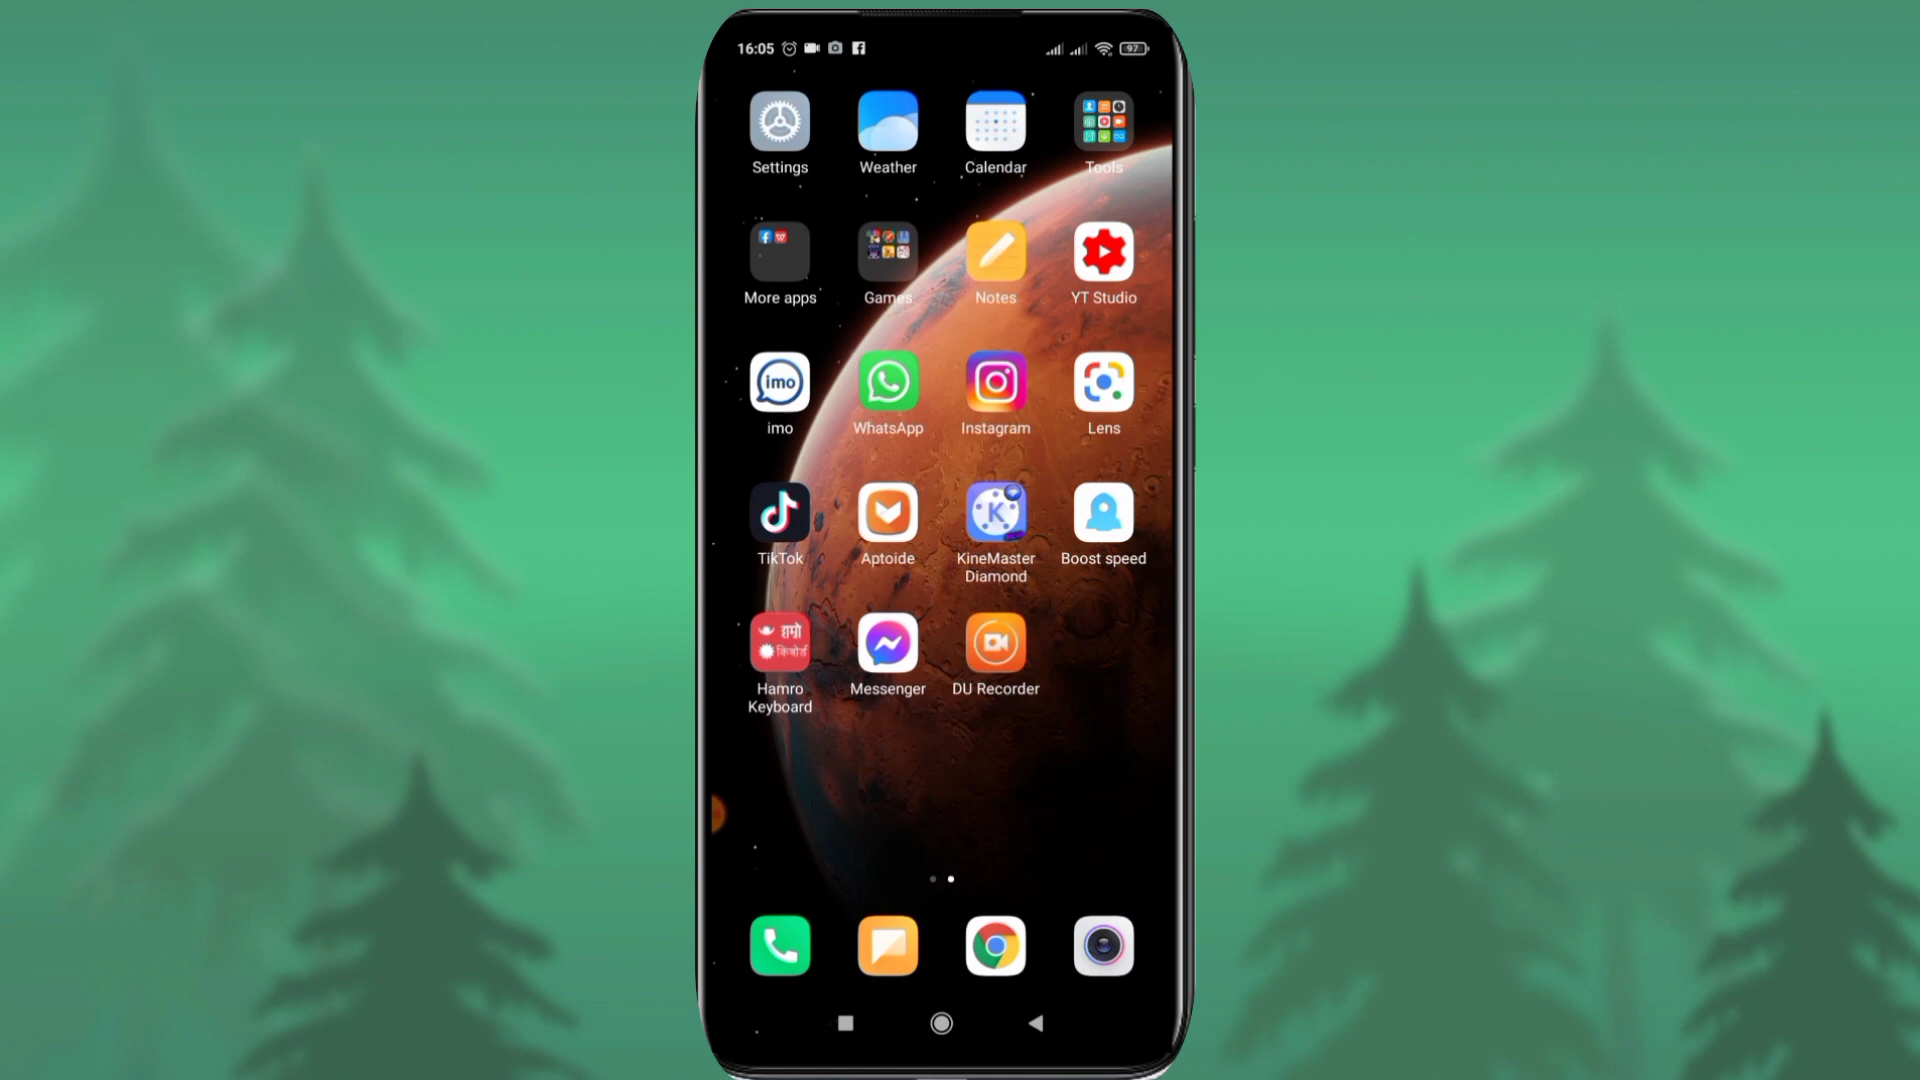 16:05
97
Settings Weather Calendar Tools
More apps Games Notes YT Studio
imo
imo WhatsApp Instagram Lens
K
TikTok Aptoide KineMaster Diamond Boost speed
हाम्रो
किबोर्ड
Hamro Keyboard Messenger DU Recorder